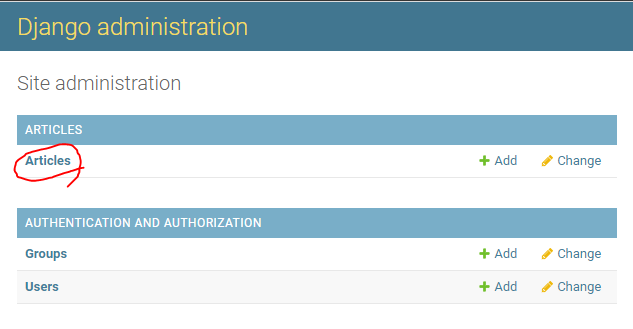 Django administration
Site administration
ARTICLES
Articles Add Change
AUTHENTICATION AND AUTHORIZATION
Groups Add Change
Users Add Change